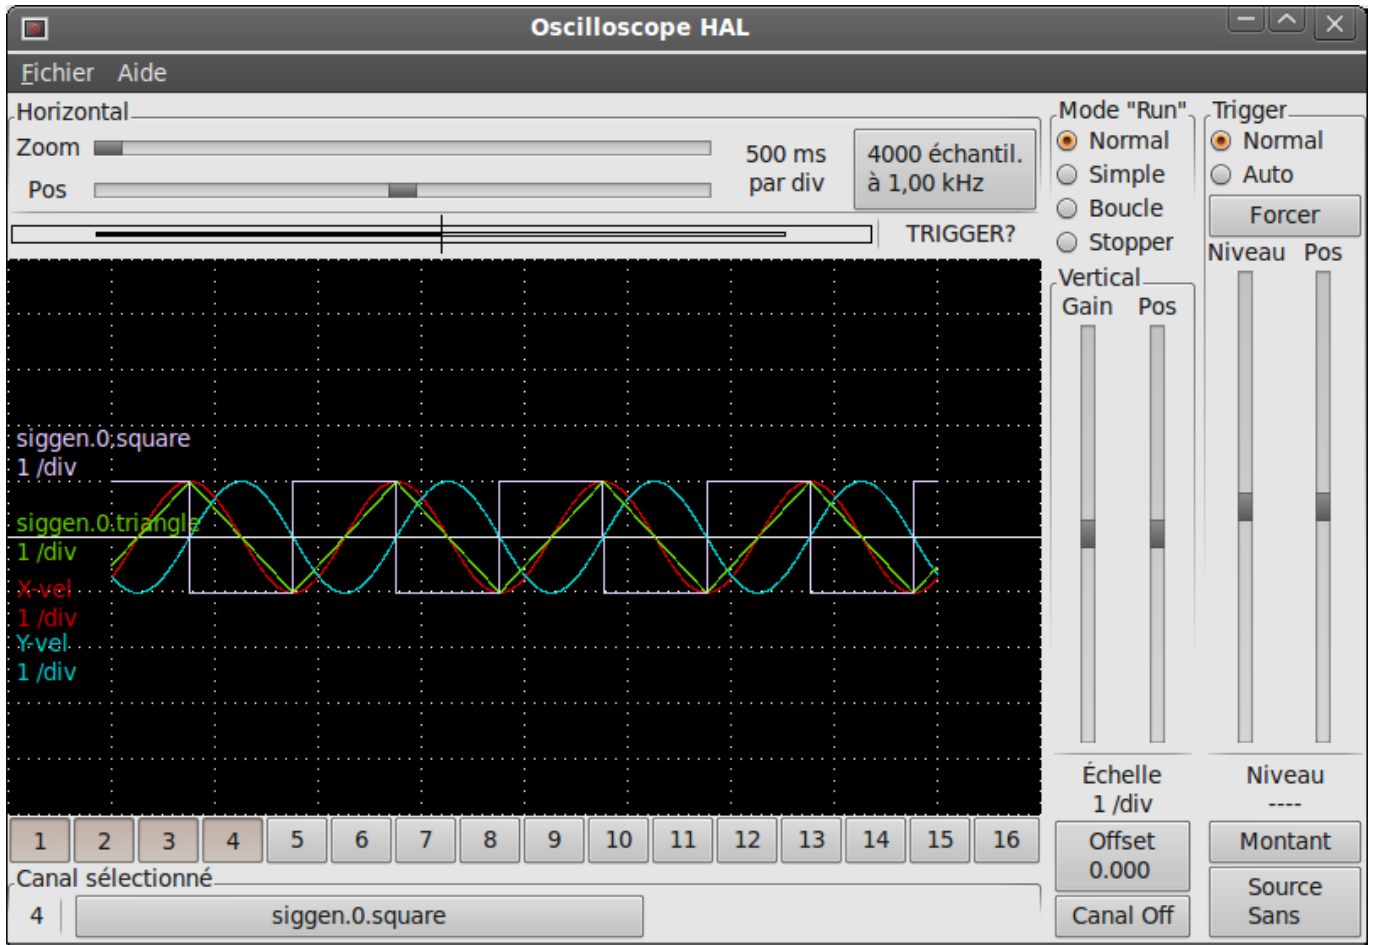 Oscilloscope HAL
Fichier Aide
Horizontal
Zoom
Pos
500 ms
par div
4000 échantil.
à 1,00 kHz
TRIGGER?
Mode "Run"
Normal
Simple
Boucle
Stopper
Trigger
Normal
Auto
Forcer
Niveau Pos
Vertical
Gain Pos
siggen.0.square
1 /div
siggen.0.triangle
1 /div
X-vel
1 /div
Y-vel
1 /div
Échelle
1 /div
Offset
0.000
Canal Off
Niveau
----
Montant
Source
Sans
1 2 3 4 5 6 7 8 9 10 11 12 13 14 15 16
Canal sélectionné
4 siggen.0.square